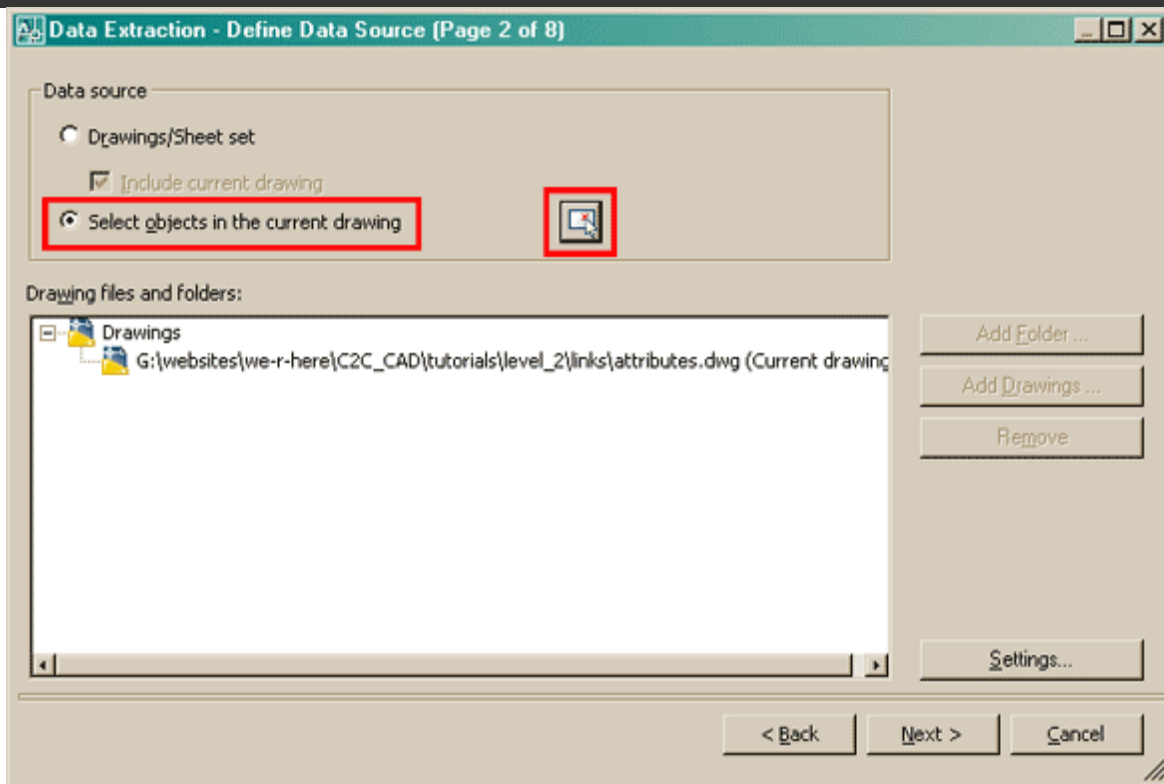 Data Extraction - Define Data Source (Page 2 of 8)
Data source
Drawings/Sheet set
Include current drawing
Select objects in the current drawing
Drawing files and folders:
Drawings
G:\websites\we-r-here\C2C_CAD\tutorials\level_2\links\attributes.dwg (Current drawing
Add Folder ...
Add Drawings ...
Remove
Settings...
< Back
Next >
Cancel